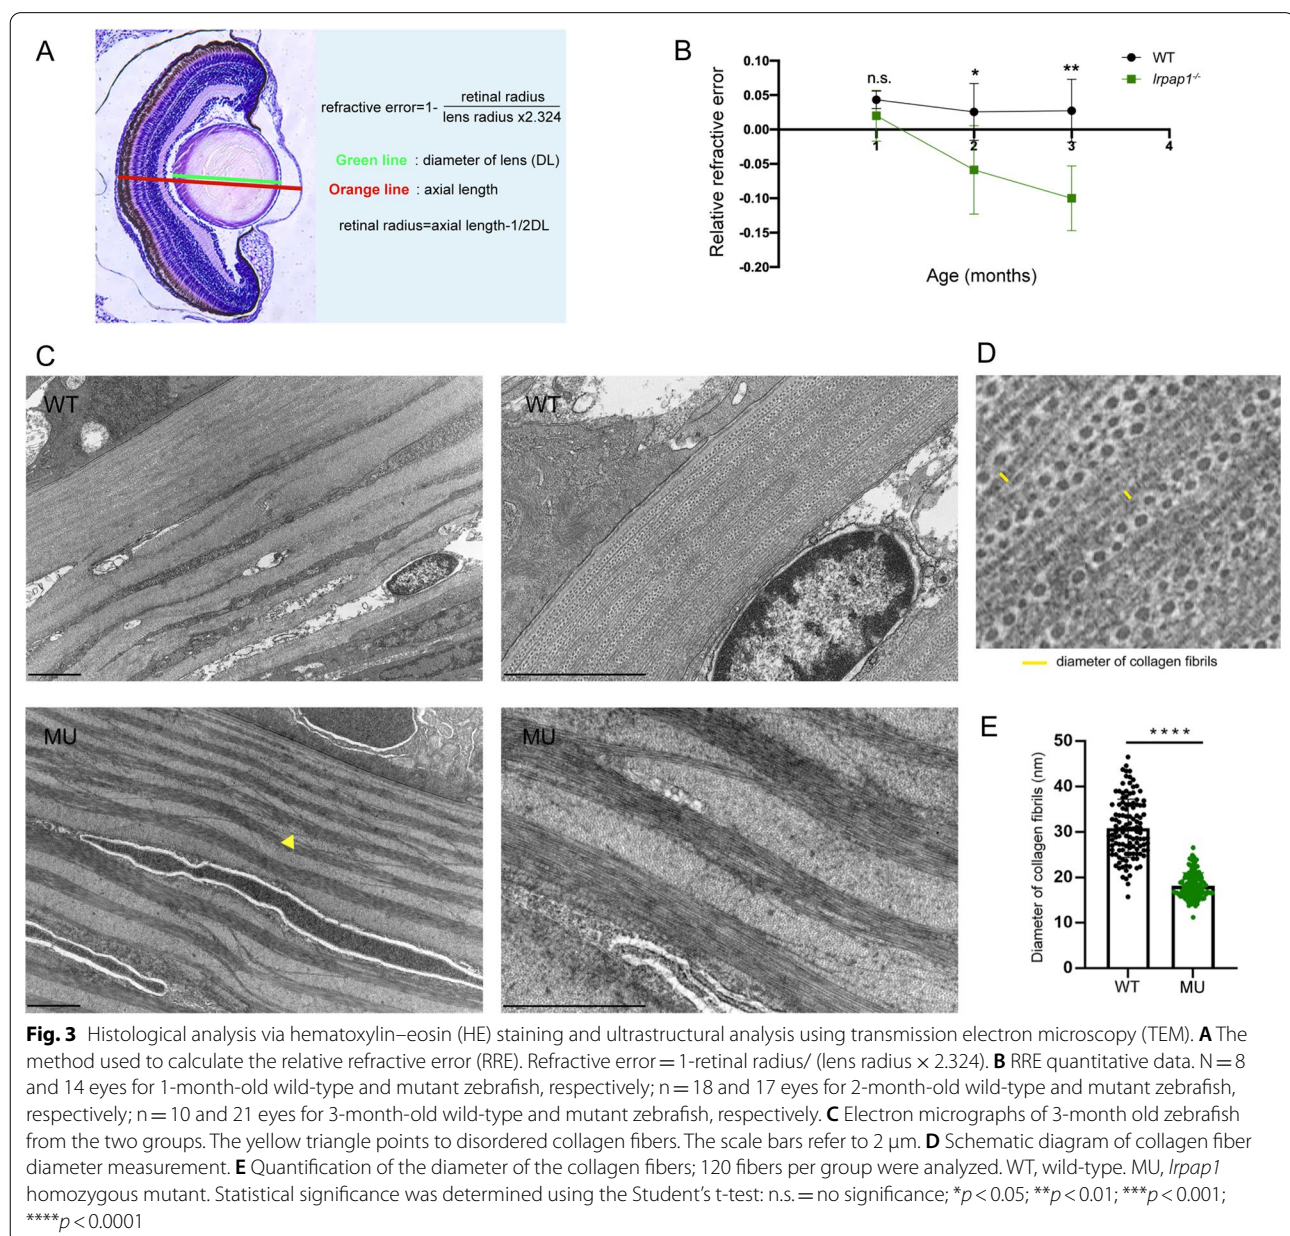 A
refractive error=1- retinal radius
lens radius x2.324
Green line : diameter of lens (DL)
Orange line : axial length
retinal radius=axial length-1/2DL
B
WT
lrpap1-/-
n.s.
*
**
Relative refractive error
0.10
0.05
0.00
-0.05
-0.10
-0.15
-0.20
1
2
3
4
Age (months)
C
WT
WT
MU
MU
D
diameter of collagen fibrils
E
****
Diameter of collagen fibrils (nm)
50
40
30
20
10
0
WT
MU
Fig. 3 Histological analysis via hematoxylin–eosin (HE) staining and ultrastructural analysis using transmission electron microscopy (TEM). A The
method used to calculate the relative refractive error (RRE). Refractive error = 1-retinal radius/ (lens radius × 2.324). B RRE quantitative data. N = 8
and 14 eyes for 1-month-old wild-type and mutant zebrafish, respectively; n = 18 and 17 eyes for 2-month-old wild-type and mutant zebrafish,
respectively; n = 10 and 21 eyes for 3-month-old wild-type and mutant zebrafish, respectively. C Electron micrographs of 3-month old zebrafish
from the two groups. The yellow triangle points to disordered collagen fibers. The scale bars refer to 2 μm. D Schematic diagram of collagen fiber
diameter measurement. E Quantification of the diameter of the collagen fibers; 120 fibers per group were analyzed. WT, wild-type. MU, lrpap1
homozygous mutant. Statistical significance was determined using the Student's t-test: n.s. = no significance; *p < 0.05; **p < 0.01; ***p < 0.001;
****p < 0.0001